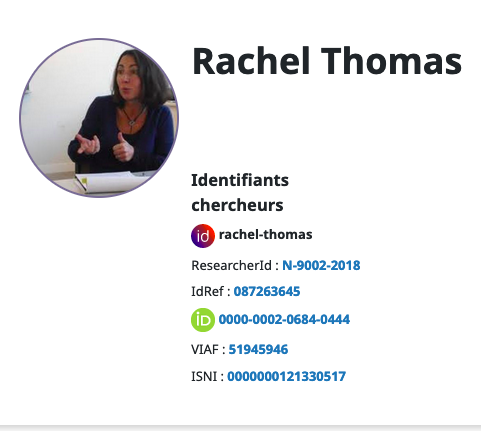 Rachel Thomas
Identifiants
chercheurs
id rachel-thomas
ResearcherId : N-9002-2018
IdRef : 087263645
iD 0000-0002-0684-0444
VIAF : 51945946
ISNI : 0000000121330517